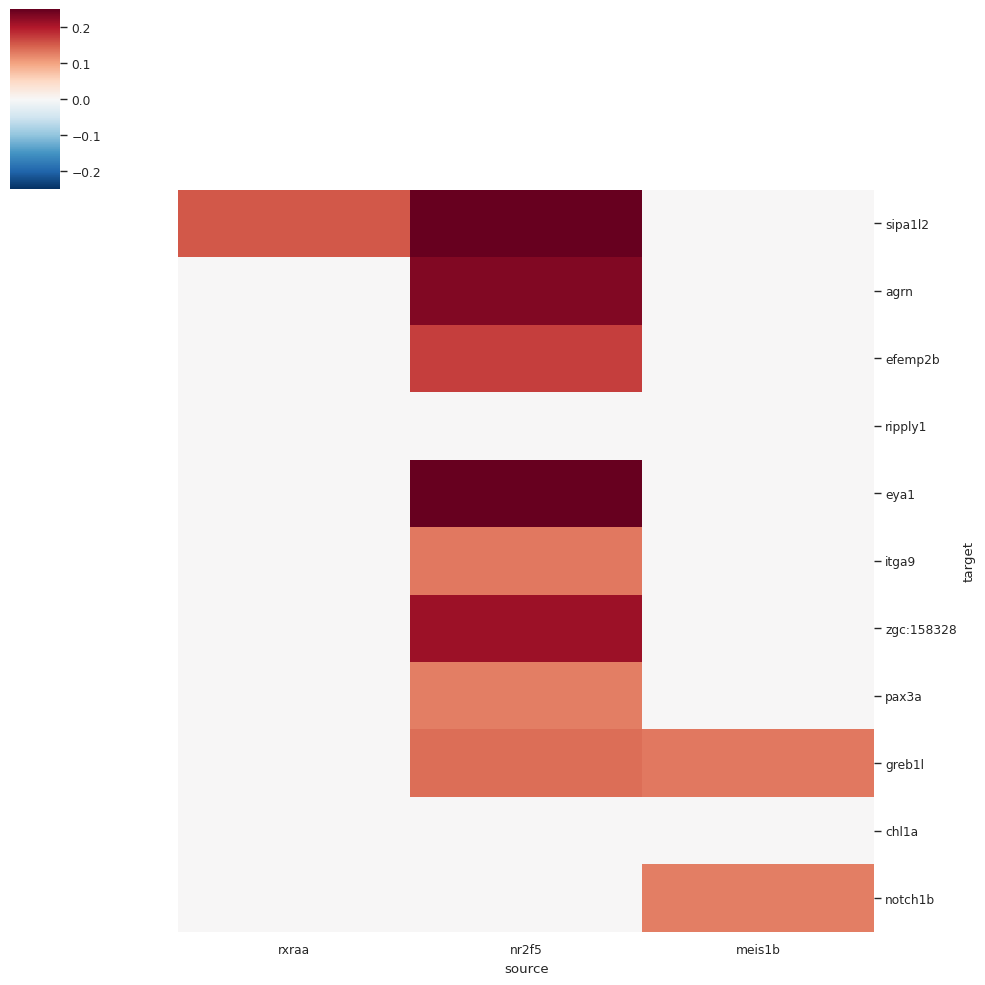 0.2
0.1
0.0
−0.1
−0.2
sipa1l2
agrn
efemp2b
ripply1
eya1
itga9
zgc:158328
pax3a
greb1l
chl1a
notch1b
target
rxraa nr2f5 meis1b
source